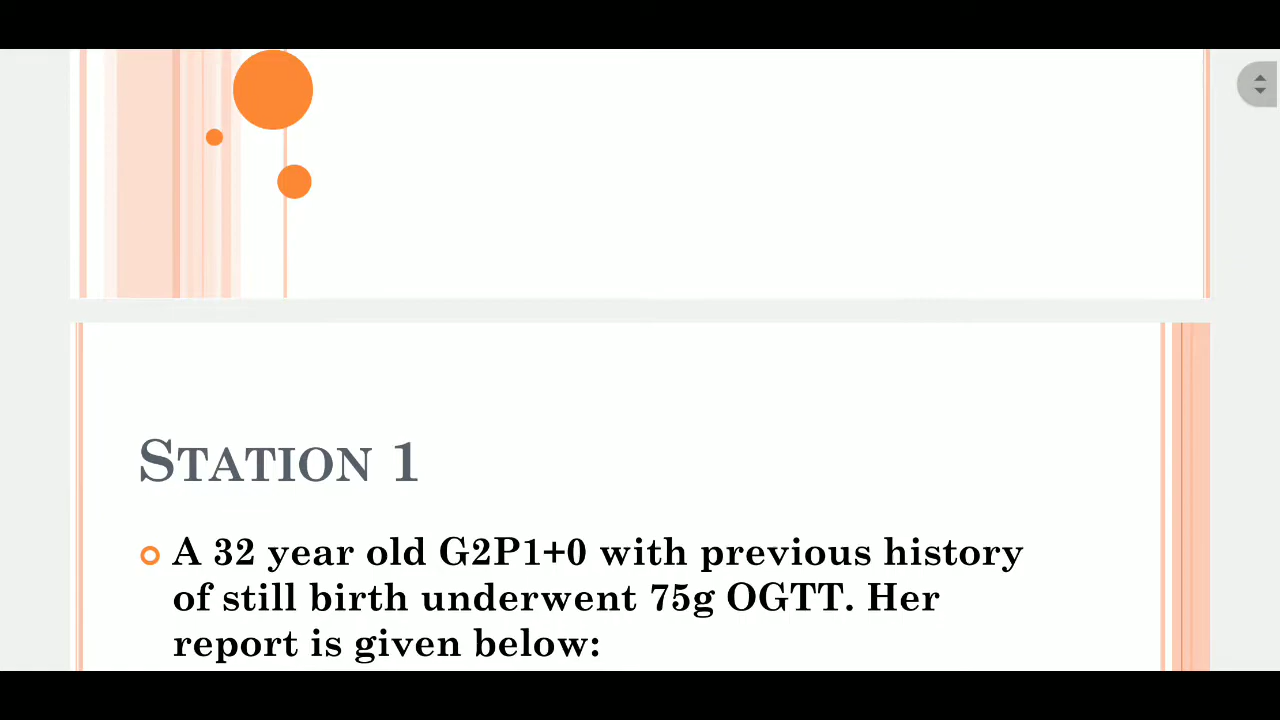 STATION 1
A 32 year old G2P1+0 with previous history
of still birth underwent 75g OGTT. Her
report is given below: